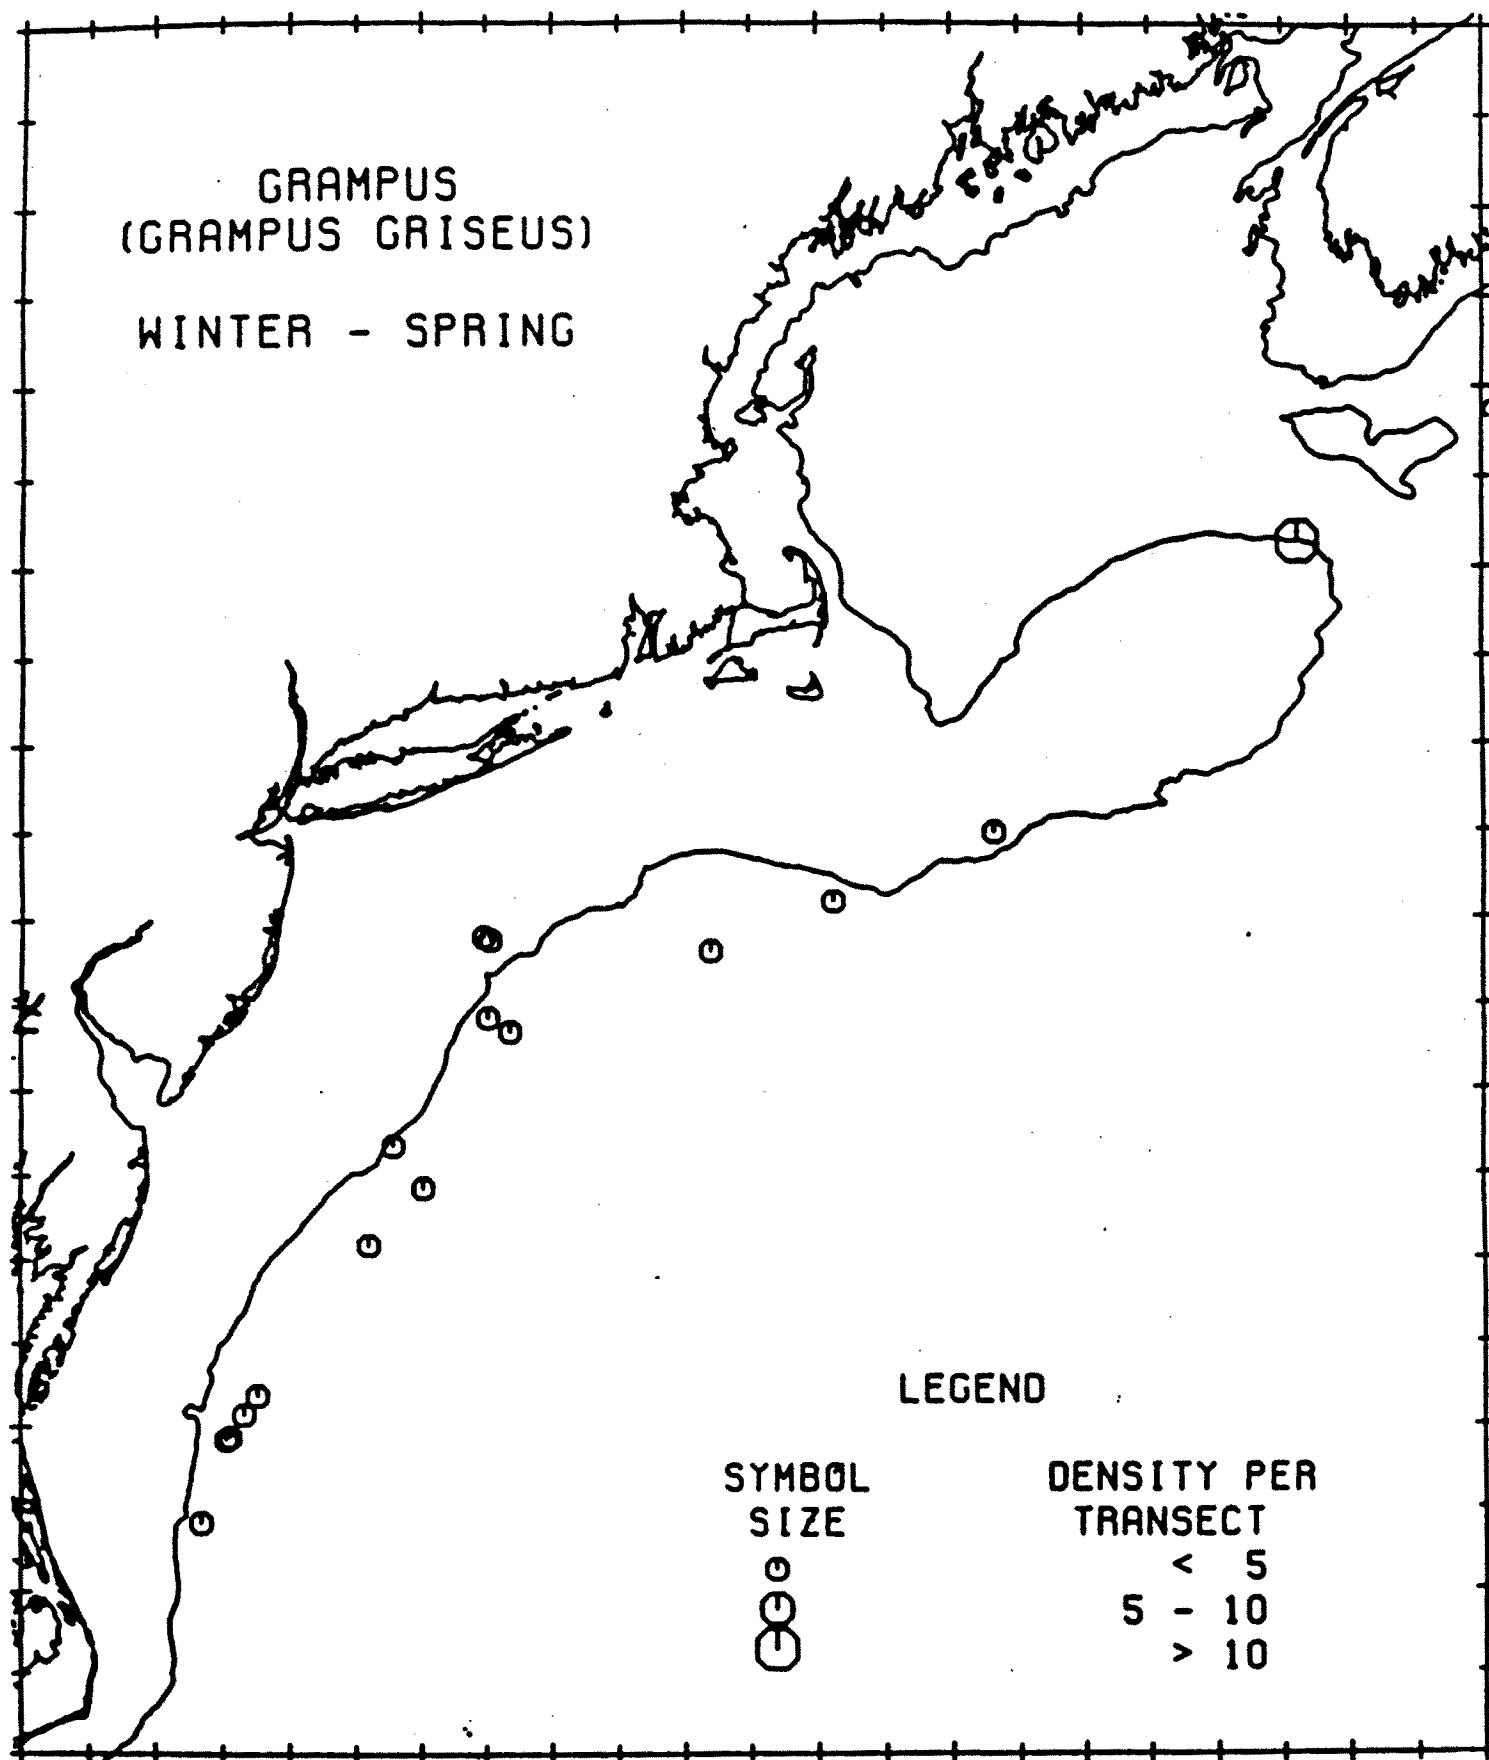 GRAMPUS
(GRAMPUS GRISEUS)
WINTER - SPRING
LEGEND
SYMBOL SIZE
DENSITY PER TRANSECT
< 5
5 - 10
> 10